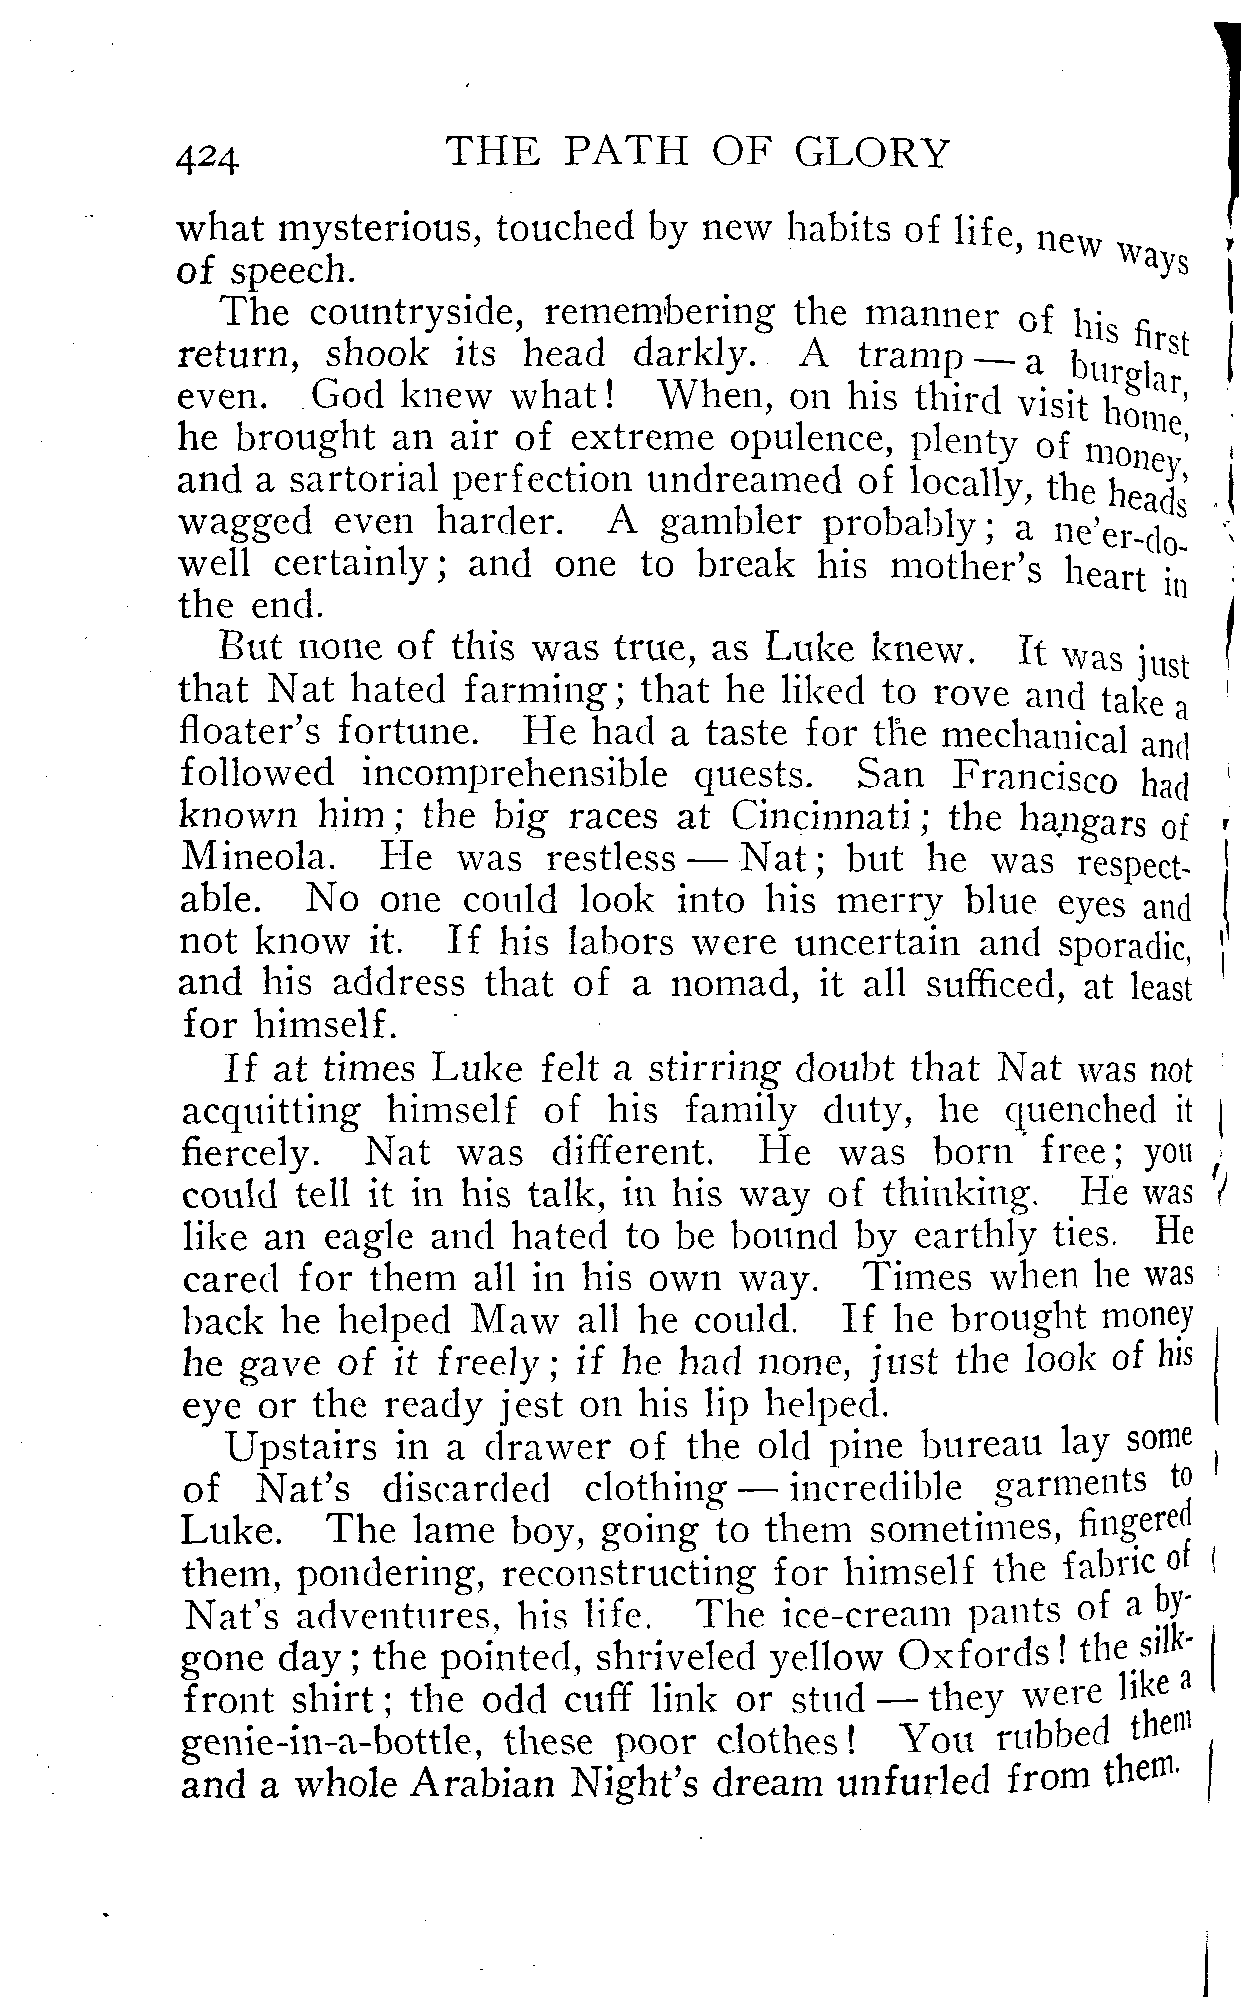 424 THE PATH OF GLORY
what mysterious, touched by new habits of life, new ways
of speech.
The countryside, remembering the manner of his first
return, shook its head darkly. A tramp — a burglar,
even. God knew what! When, on his third visit home,
he brought an air of extreme opulence, plenty of money,
and a sartorial perfection undreamed of locally, the heads
wagged even harder. A gambler probably; a ne'er-do-
well certainly; and one to break his mother's heart in
the end.
But none of this was true, as Luke knew. It was just
that Nat hated farming; that he liked to rove and take a
floater's fortune. He had a taste for the mechanical and
followed incomprehensible quests. San Francisco had
known him; the big races at Cincinnati; the hangars of
Mineola. He was restless — Nat; but he was respect-
able. No one could look into his merry blue eyes and
not know it. If his labors were uncertain and sporadic,
and his address that of a nomad, it all sufficed, at least
for himself.
If at times Luke felt a stirring doubt that Nat was not
acquitting himself of his family duty, he quenched it
fiercely. Nat was different. He was born free; you
could tell it in his talk, in his way of thinking. He was
like an eagle and hated to be bound by earthly ties. He
cared for them all in his own way. Times when he was
back he helped Maw all he could. If he brought money
he gave of it freely; if he had none, just the look of his
eye or the ready jest on his lip helped.
Upstairs in a drawer of the old pine bureau lay some
of Nat's discarded clothing — incredible garments to
Luke. The lame boy, going to them sometimes, fingered
them, pondering, reconstructing for himself the fabric of
Nat's adventures, his life. The ice-cream pants of a by-
gone day; the pointed, shriveled yellow Oxfords! the silk-
front shirt; the odd cuff link or stud — they were like a
genie-in-a-bottle, these poor clothes! You rubbed them
and a whole Arabian Night's dream unfurled from them.